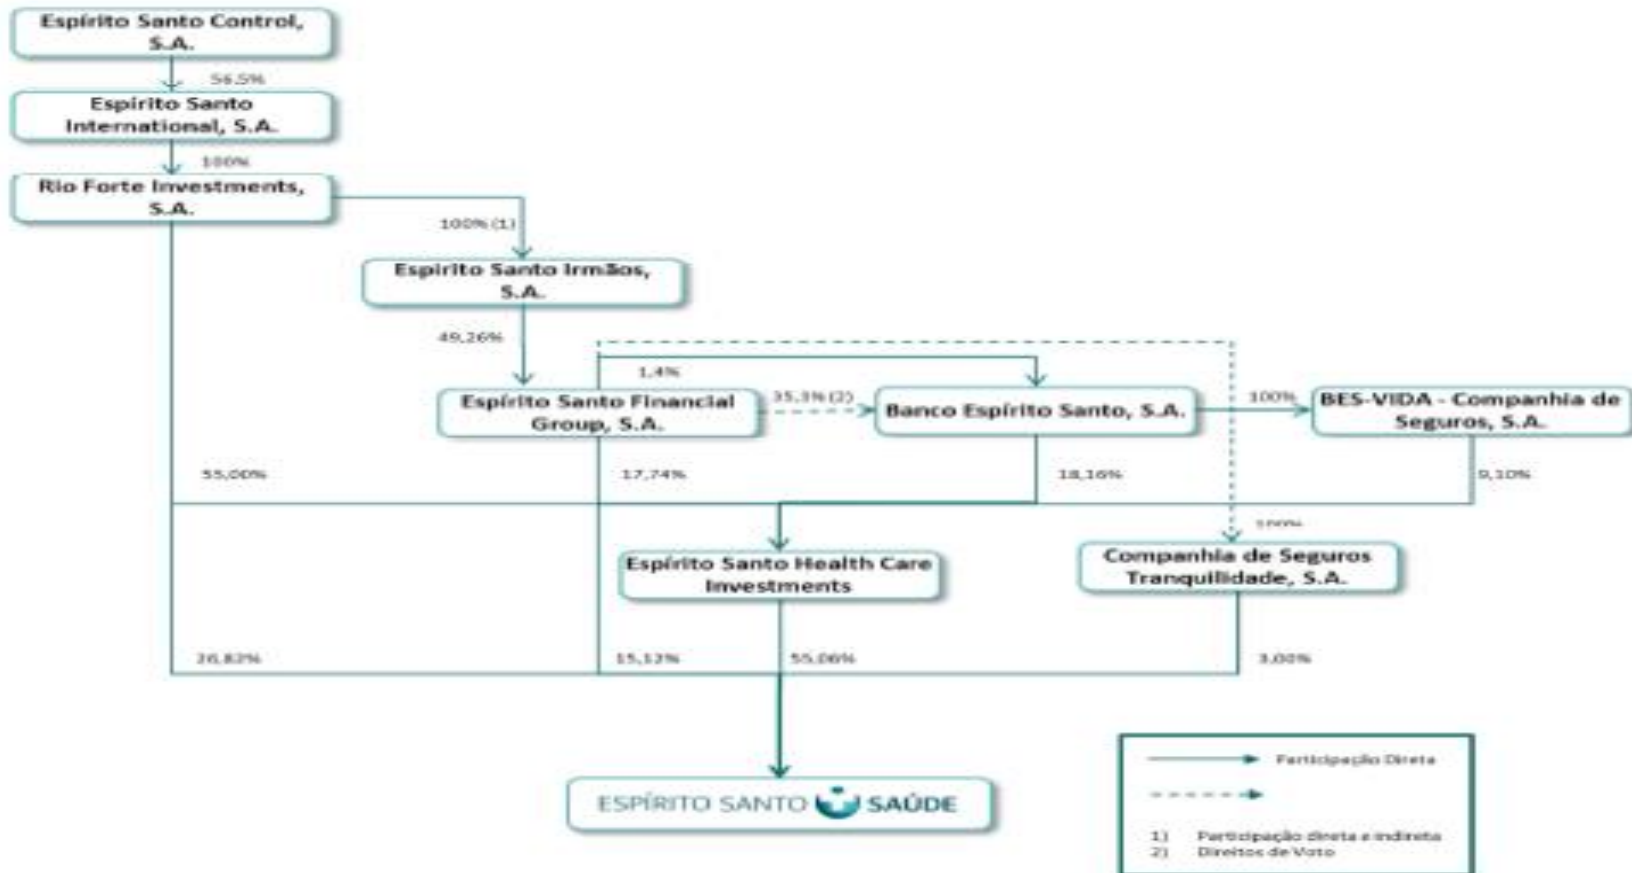 Espírito Santo Control,
S.A.
56,5%
Espírito Santo
International, S.A.
100%
Rio Forte Investments,
S.A.
100% (1)
Espírito Santo Irmãos,
S.A.
49,26%
1,4%
Espírito Santo Financial
Group, S.A.
35,3% (2)
Banco Espírito Santo, S.A.
100%
BES-VIDA - Companhia de
Seguros, S.A.
55,00%
17,74%
18,16%
9,10%
100%
Espírito Santo Health Care
Investments
Companhia de Seguros
Tranquilidade, S.A.
26,82%
15,12%
55,06%
3,00%
ESPÍRITO SANTO SAÚDE
Participação Direta
1) Participação direta e indireta
2) Direitos de Voto